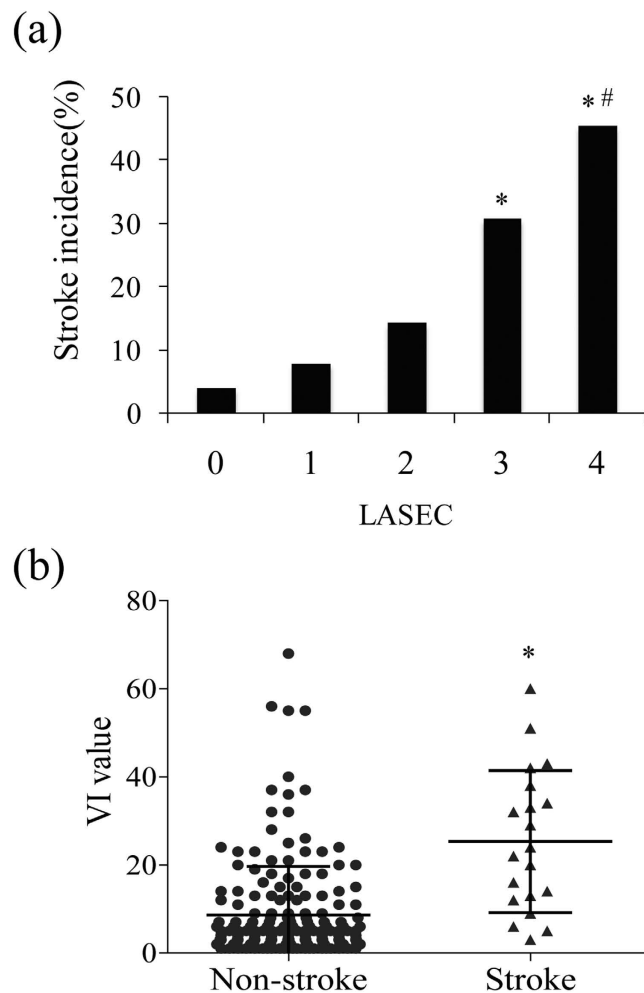 (a)
Stroke incidence(%)
50
40
30
20
10
0
* #
*
0 1 2 3 4
LASEC
(b)
VI value
80
60
40
20
0
*
Non-stroke Stroke